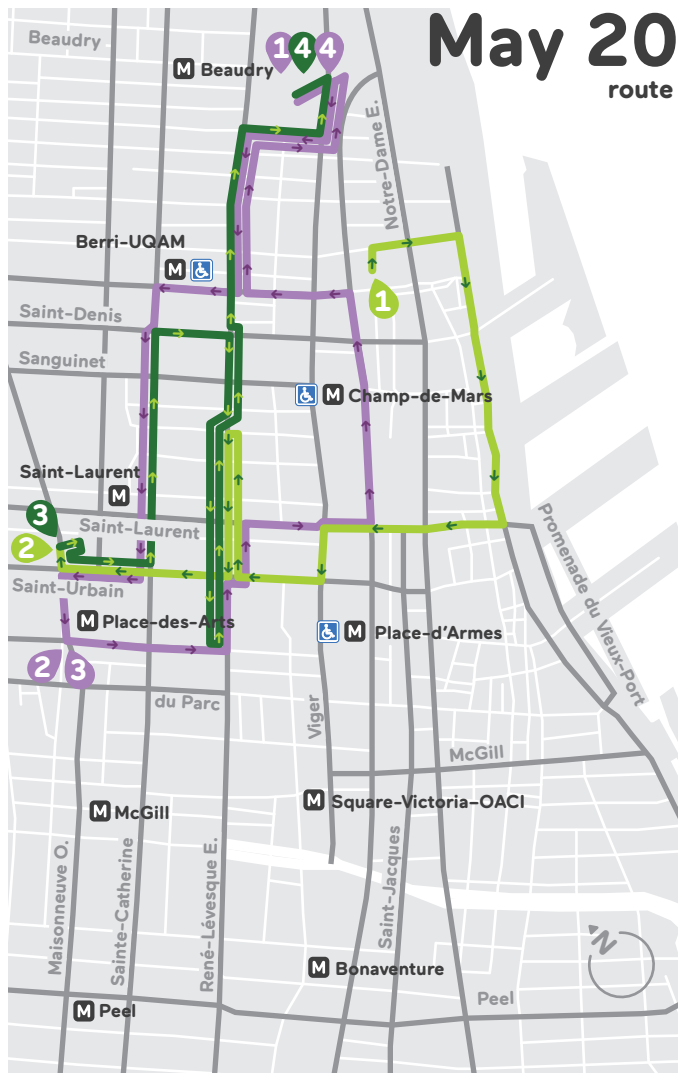 May 20
route
Beaudry
M Beaudry
1 4 4
Notre-Dame E.
Berri-UQAM
M
1
Saint-Denis
Sanguinet
M Champ-de-Mars
Saint-Laurent
M
3
Saint-Laurent
2
Saint-Urbain
Promenade du Vieux-Port
M Place-des-Arts
M Place-d'Armes
2 3
du Parc
Viger
McGill
M Square-Victoria-OACI
M McGill
Maisonneuve O.
Sainte-Catherine
René-Lévesque E.
Saint-Jacques
N
M Bonaventure
Peel
M Peel